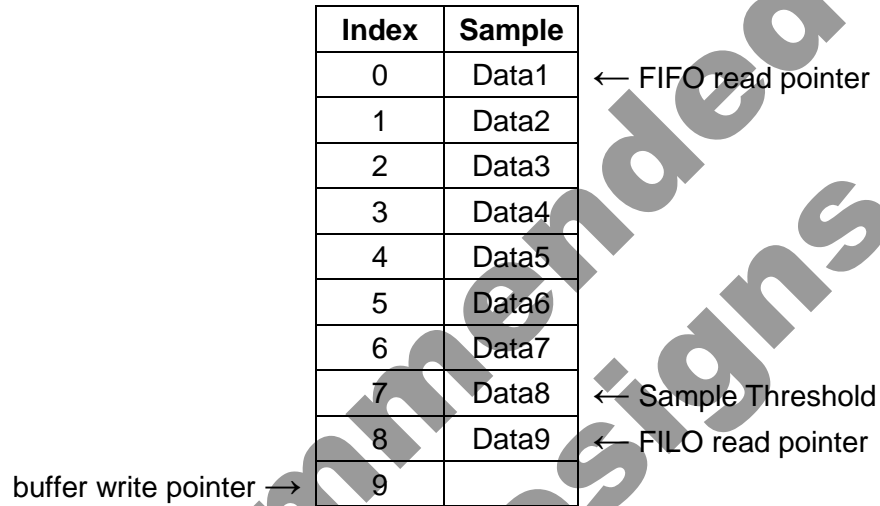 Index Sample
0 Data1 ← FIFO read pointer
1 Data2
2 Data3
3 Data4
4 Data5
5 Data6
6 Data7
7 Data8 ← Sample Threshold
8 Data9 ← FILO read pointer
buffer write pointer → 9